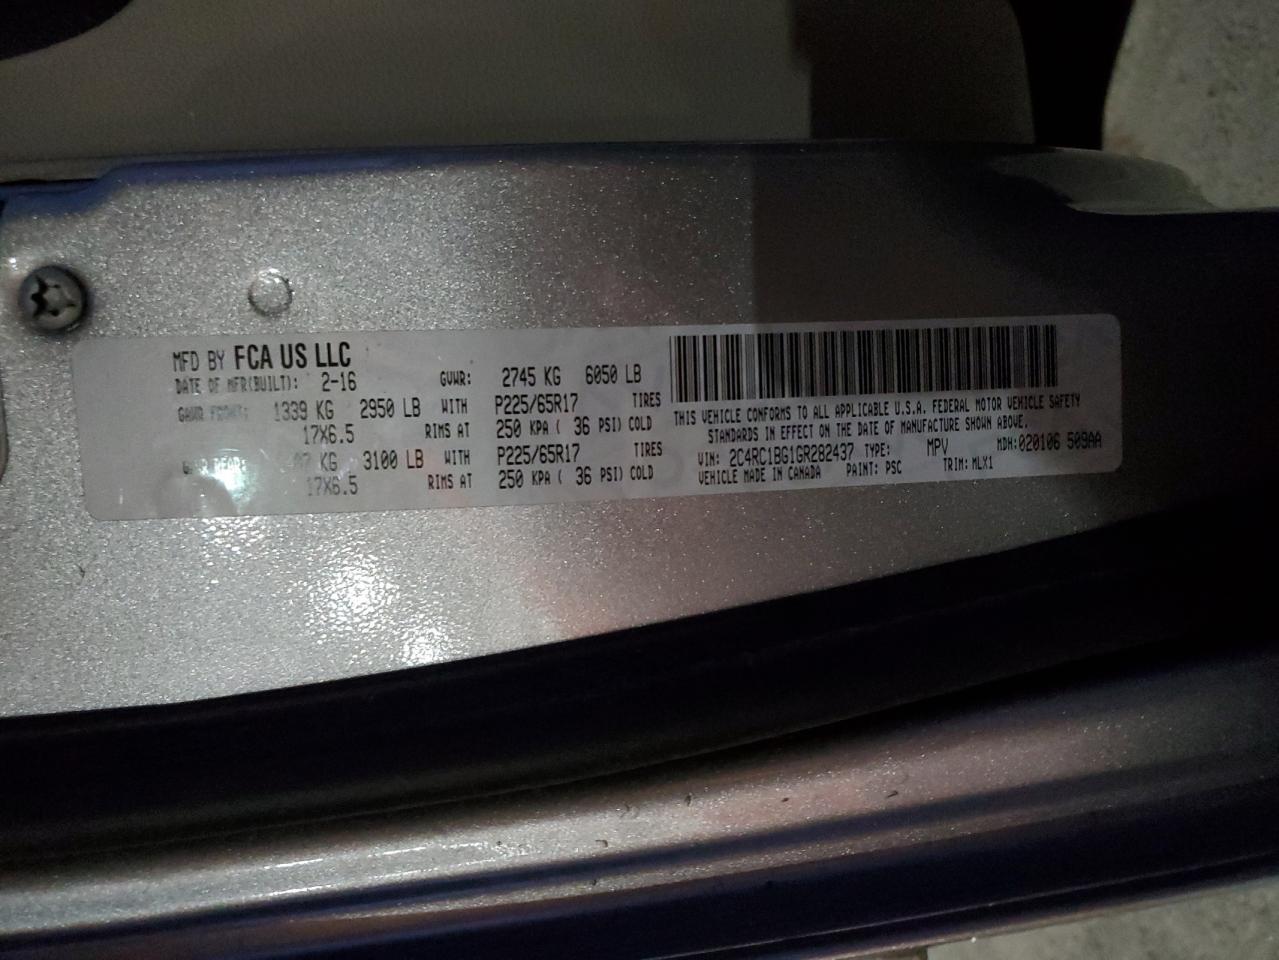 MFD BY FCA US LLC
DATE OF MFR(BUILT): 2-16 GVWR: 2745 KG 6050 LB
GAWR FRONT: 1339 KG 2950 LB WITH P225/65R17 TIRES
17X6.5 RIMS AT 250 KPA ( 36 PSI) COLD
GAWR REAR: KG 3100 LB WITH P225/65R17 TIRES
17X6.5 RIMS AT 250 KPA ( 36 PSI) COLD
THIS VEHICLE CONFORMS TO ALL APPLICABLE U.S.A. FEDERAL MOTOR VEHICLE SAFETY
STANDARDS IN EFFECT ON THE DATE OF MANUFACTURE SHOWN ABOVE.
VIN: 2C4RC1BG1GR282437 TYPE: MPV MDH: 020106 509AA
VEHICLE MADE IN CANADA PAINT: PSC TRIM: MLX1